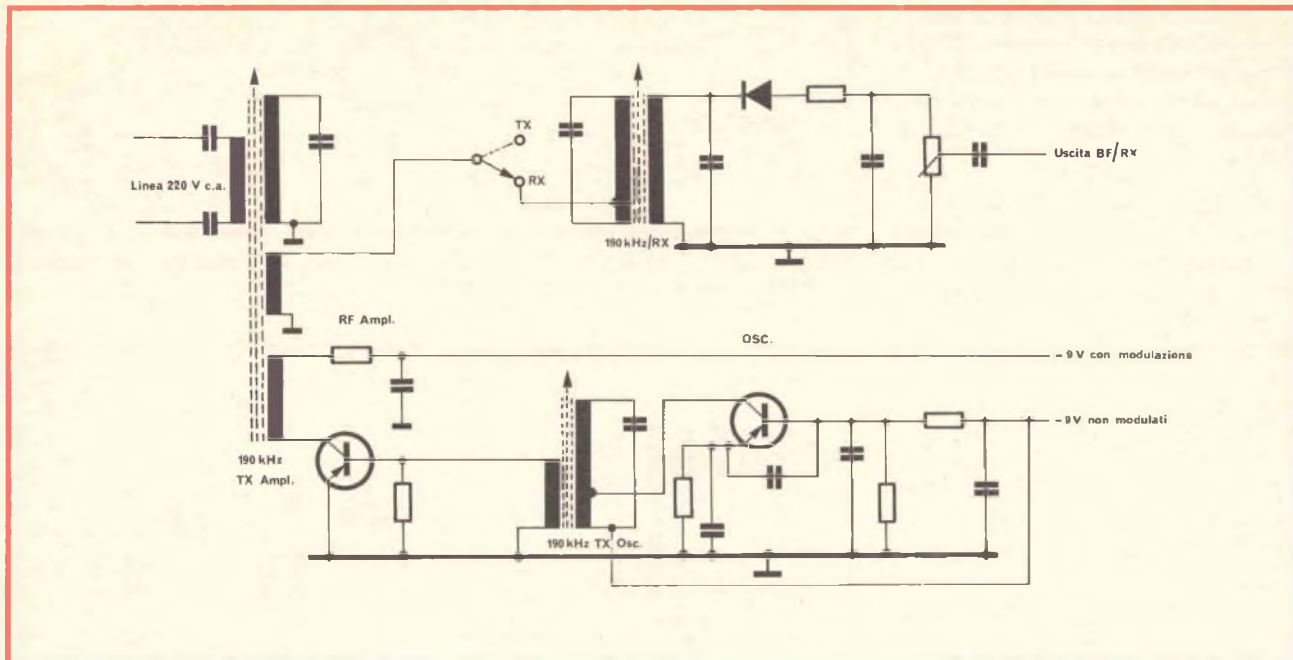 TX
Linea 220 V c.a.
RX
Uscita BF/RX
190 kHz/RX
RF Ampl.
OSC.
– 9 V con modulazione
– 9 V non modulati
190 kHz
TX Ampl.
190 kHz TX Osc.